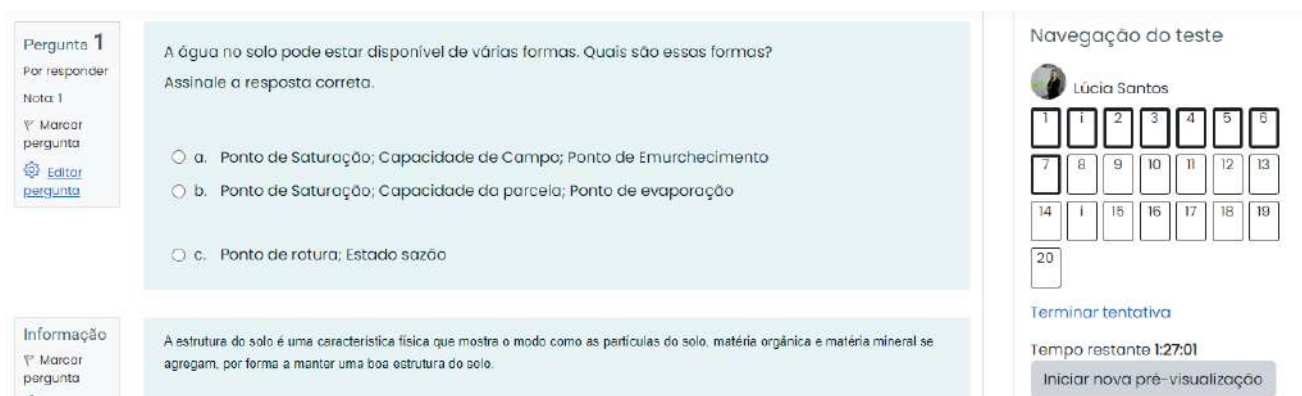 Pergunta 1
Por responder
Nota: 1
Marcar
pergunta
Editar
pergunta
A água no solo pode estar disponível de várias formas. Quais são essas formas?
Assinale a resposta correta.
a. Ponto de Saturação; Capacidade de Campo; Ponto de Emurchecimento
b. Ponto de Saturação; Capacidade da parcela; Ponto de evaporação
c. Ponto de rotura; Estado sazão
Informação
Marcar
pergunta
A estrutura do solo é uma característica física que mostra o modo como as partículas do solo, matéria orgânica e matéria mineral se
agregam, por forma a manter uma boa estrutura do solo.
Navegação do teste
Lúcia Santos
1 i 2 3 4 5 6
7 8 9 10 11 12 13
14 i 15 16 17 18 19
20
Terminar tentativa
Tempo restante 1:27:01
Iniciar nova pré-visualização